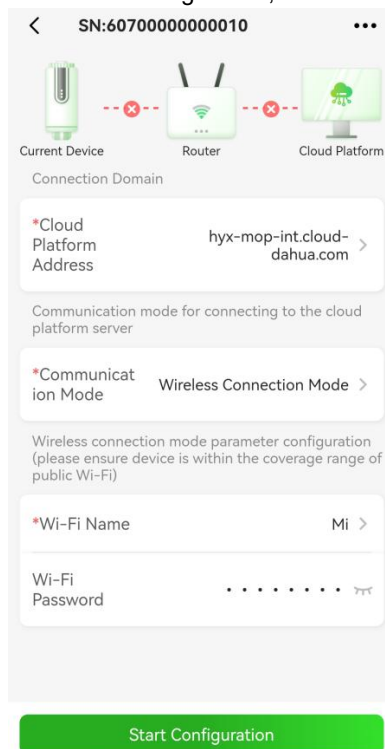 SN:60700000000010
Current Device
Router
Cloud Platform
Connection Domain
*Cloud
Platform
Address
hyx-mop-int.cloud-
dahua.com
Communication mode for connecting to the cloud
platform server
*Communicat
ion Mode
Wireless Connection Mode
Wireless connection mode parameter configuration
(please ensure device is within the coverage range of
public Wi-Fi)
*Wi-Fi Name
Mi
Wi-Fi
Password
Start Configuration